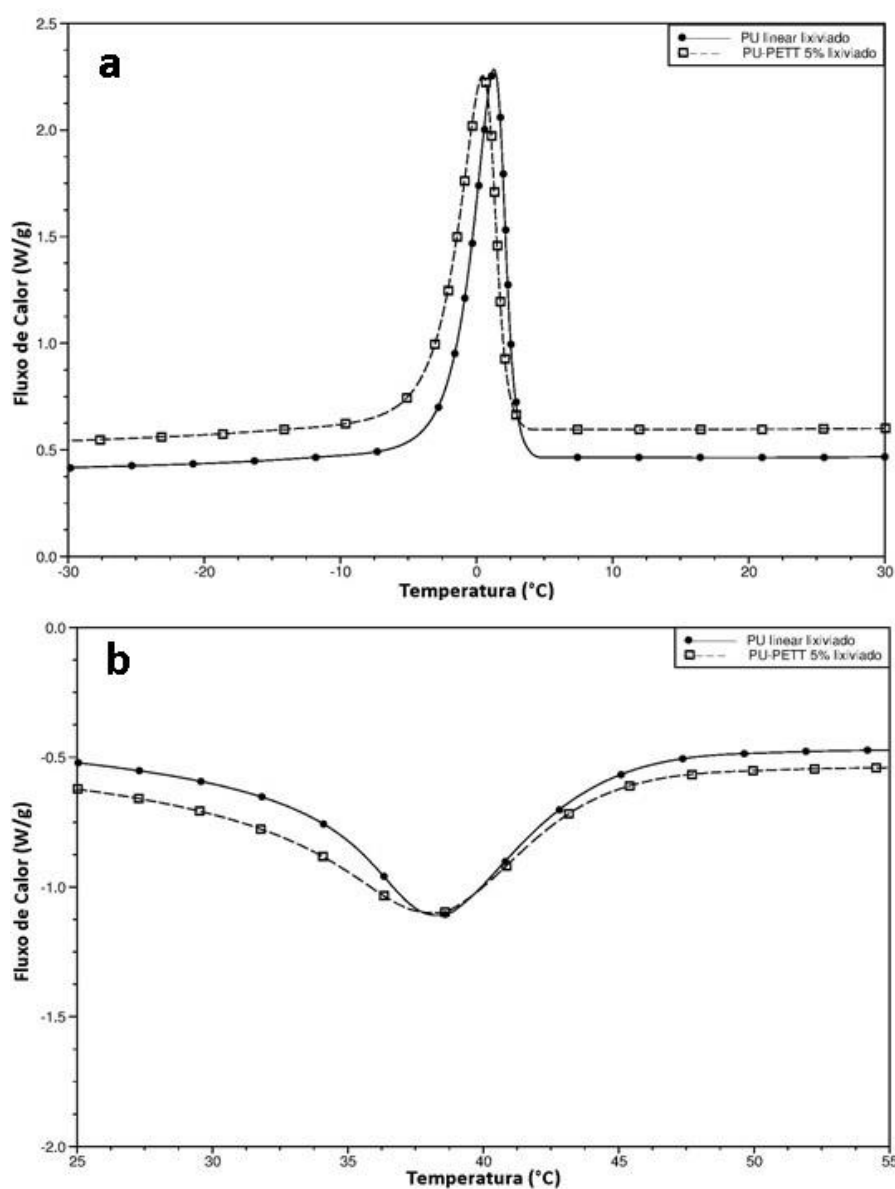 a
PU linear lixiviado
PU-PETT 5% lixiviado
Fluxo de Calor (W/g)
2.5
2.0
1.5
1.0
0.5
0.0
-30
-20
-10
0
10
20
30
Temperatura (°C)
b
PU linear lixiviado
PU-PETT 5% lixiviado
Fluxo de Calor (W/g)
0.0
-0.5
-1.0
-1.5
-2.0
25
30
35
40
45
50
55
Temperatura (°C)